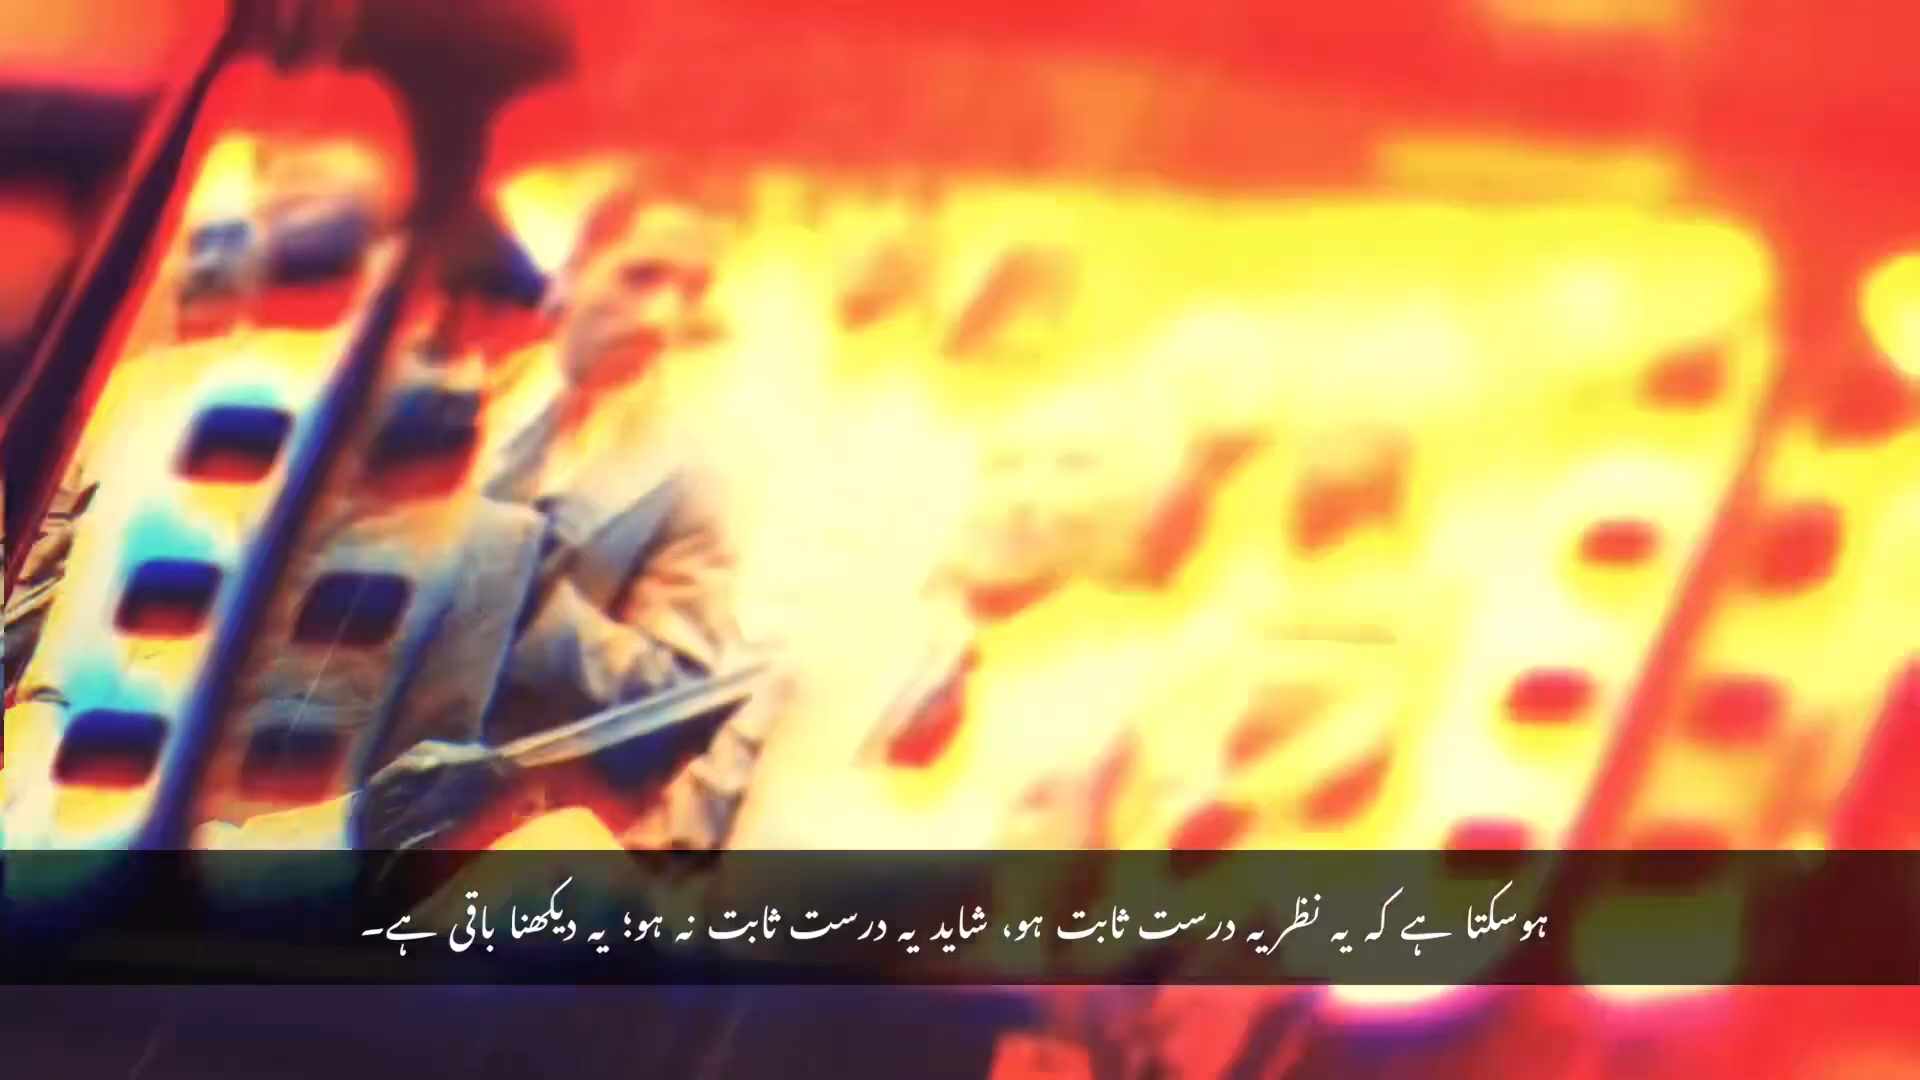 ہوسکتا ہے کہ یہ نظریہ درست ثابت ہو، شاید یہ درست ثابت نہ ہو؛ یہ دیکھنا باقی ہے۔